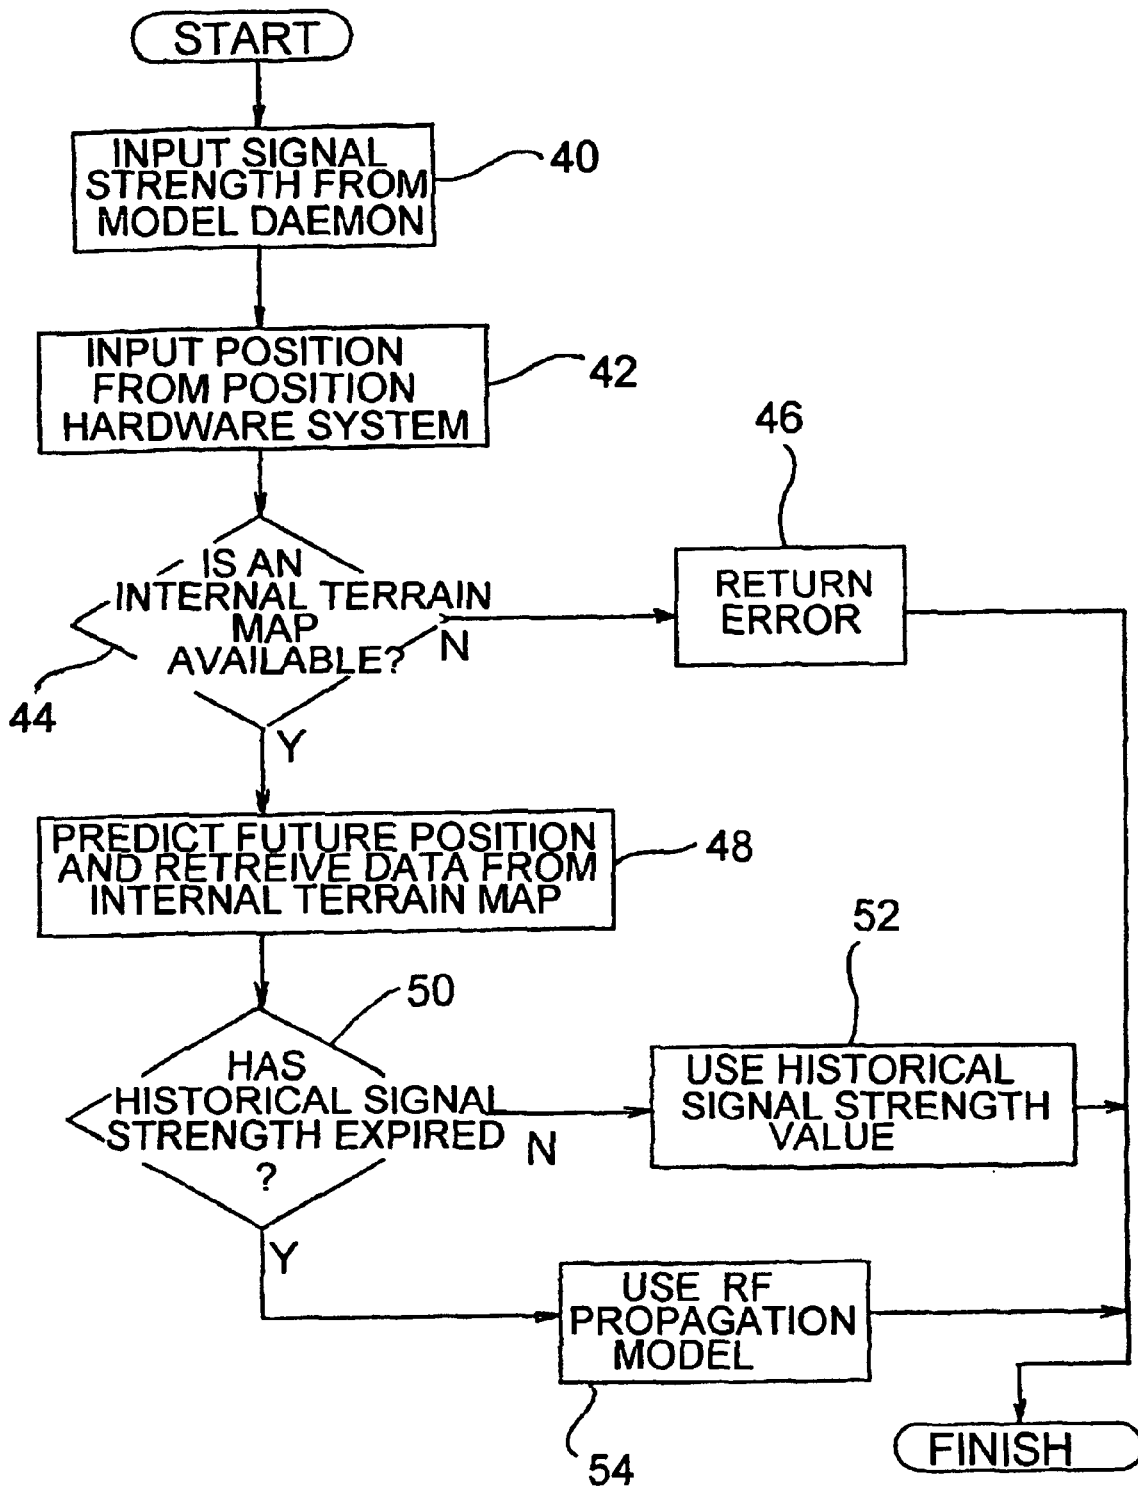 START
INPUT SIGNAL
STRENGTH FROM
MODEL DAEMON
40
INPUT POSITION
FROM POSITION
HARDWARE SYSTEM
42
IS AN
INTERNAL TERRAIN
MAP
AVAILABLE?
N
44
Y
46
RETURN
ERROR
PREDICT FUTURE POSITION
AND RETREIVE DATA FROM
INTERNAL TERRAIN MAP
48
50
HAS
HISTORICAL SIGNAL
STRENGTH EXPIRED
?
N
Y
52
USE HISTORICAL
SIGNAL STRENGTH
VALUE
USE RF
PROPAGATION
MODEL
54
FINISH